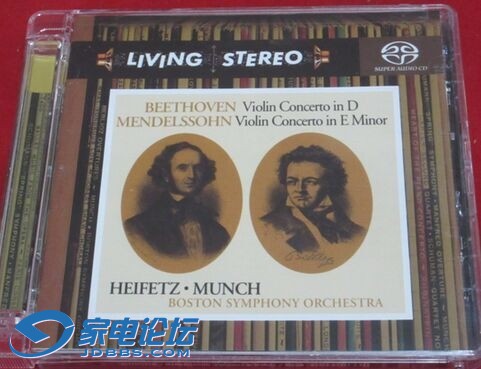 LIVING STEREO
SUPER AUDIO CD
BEETHOVEN Violin Concerto in D
MENDELSSOHN Violin Concerto in E Minor
HEIFETZ · MUNCH
BOSTON SYMPHONY ORCHESTRA
家电论坛
JDBBS.COM